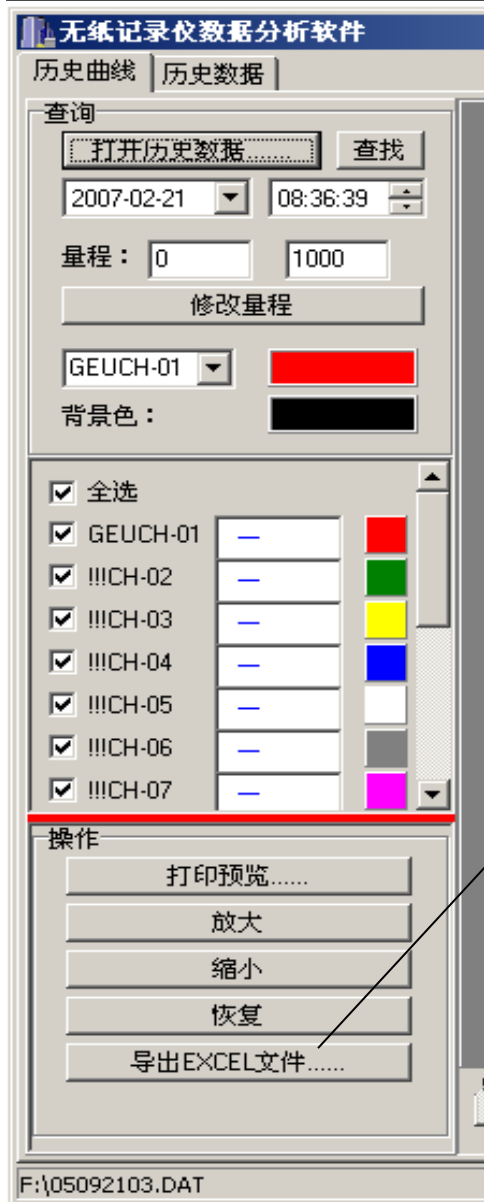 无纸记录仪数据分析软件
历史曲线 历史数据
查询
打开历史数据........ 查找
2007-02-21 08:36:39
量程： 0 1000
修改量程
GEUCH-01
背景色：
全选
GEUCH-01 —
!!!CH-02 —
!!!CH-03 —
!!!CH-04 —
!!!CH-05 —
!!!CH-06 —
!!!CH-07 —
操作
打印预览......
放大
缩小
恢复
导出EXCEL文件......
F:\05092103.DAT